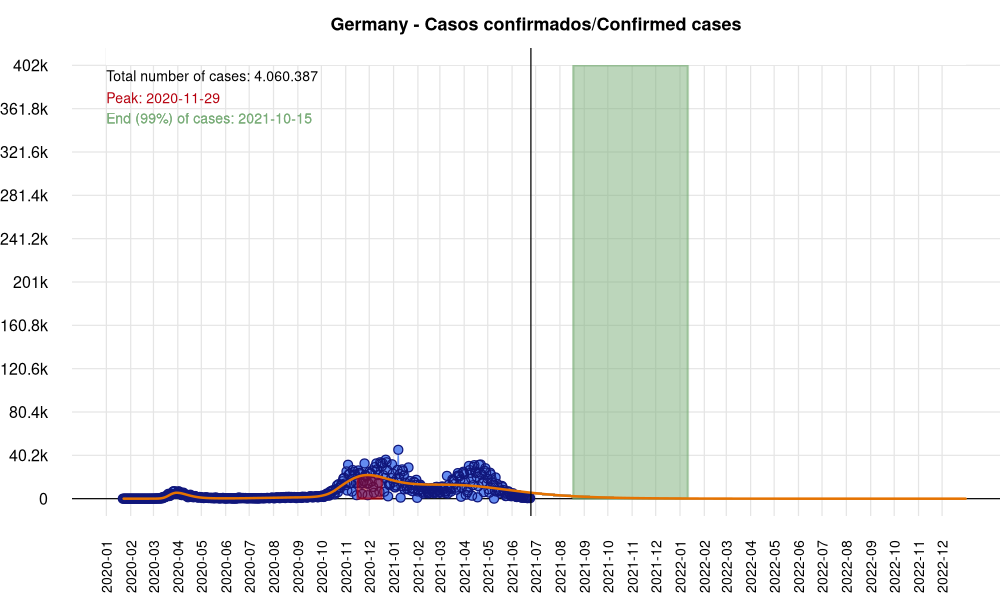 Germany - Casos confirmados/Confirmed cases
402k
Total number of cases: 4.060.387
Peak: 2020-11-29
361.8k
End (99%) of cases: 2021-10-15
321.6k
281.4k
241.2k
201k
160.8k
120.6k
80.4k
40.2k
0
2020-01
2020-02
2020-03
2020-04
2020-05
2020-06
2020-07
2020-08
2020-09
2020-10
2020-11
2020-12
2021-01
2021-02
2021-03
2021-04
2021-05
2021-06
2021-07
2021-08
2021-09
2021-10
2021-11
2021-12
2022-01
2022-02
2022-03
2022-04
2022-05
2022-06
2022-07
2022-08
2022-09
2022-10
2022-11
2022-12